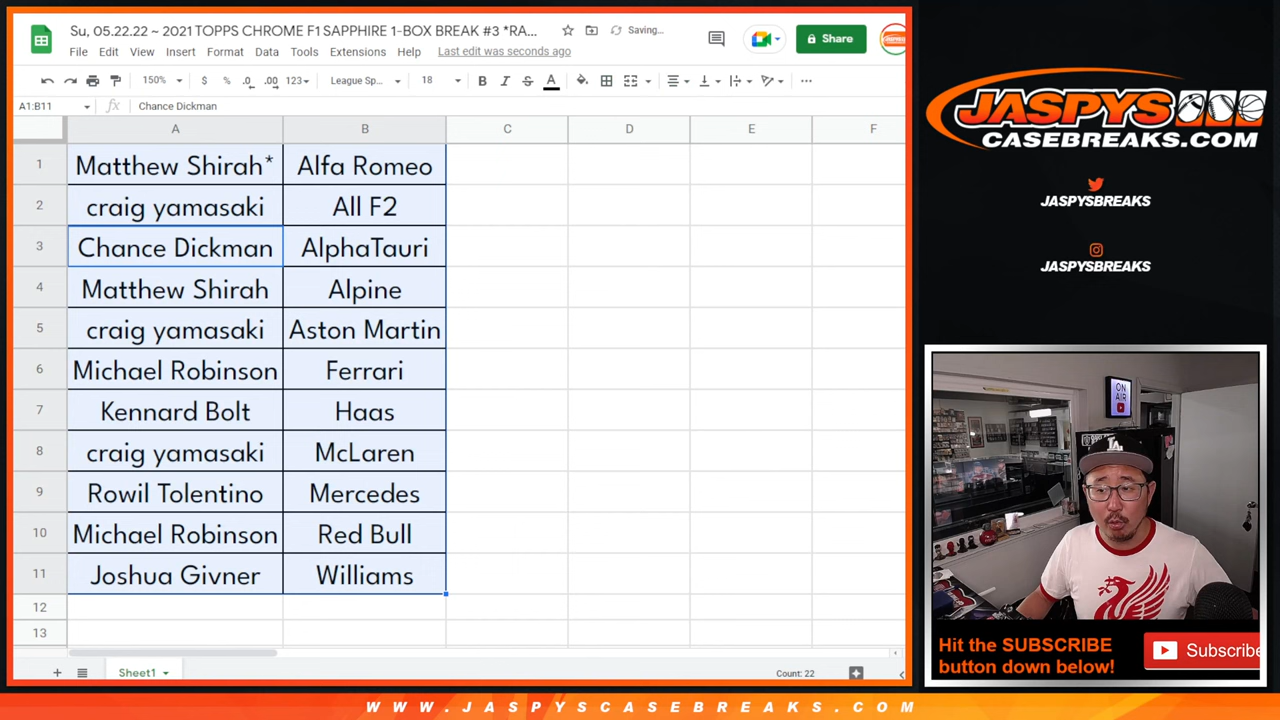 Su, 05.22.22 ~ 2021 TOPPS CHROME F1 SAPPHIRE 1-BOX BREAK #3 *RA...
Saving...
Share
File Edit View Insert Format Data Tools Extensions Help Last edit was seconds ago
150% $ % .0 .00 123 League Sp... 18 B I S A
A1:B11 fx Chance Dickman
A B C D E F
1 Matthew Shirah* Alfa Romeo
2 craig yamasaki All F2
3 Chance Dickman AlphaTauri
4 Matthew Shirah Alpine
5 craig yamasaki Aston Martin
6 Michael Robinson Ferrari
7 Kennard Bolt Haas
8 craig yamasaki McLaren
9 Rowil Tolentino Mercedes
10 Michael Robinson Red Bull
11 Joshua Givner Williams
12
13
Sheet1 Count: 22
JASPYS
CASEBREAKS.COM
JASPYSBREAKS
JASPYSBREAKS
ON
AIR
LA
Hit the SUBSCRIBE
button down below!
Subscribe
WWW.JASPYSCASEBREAKS.COM